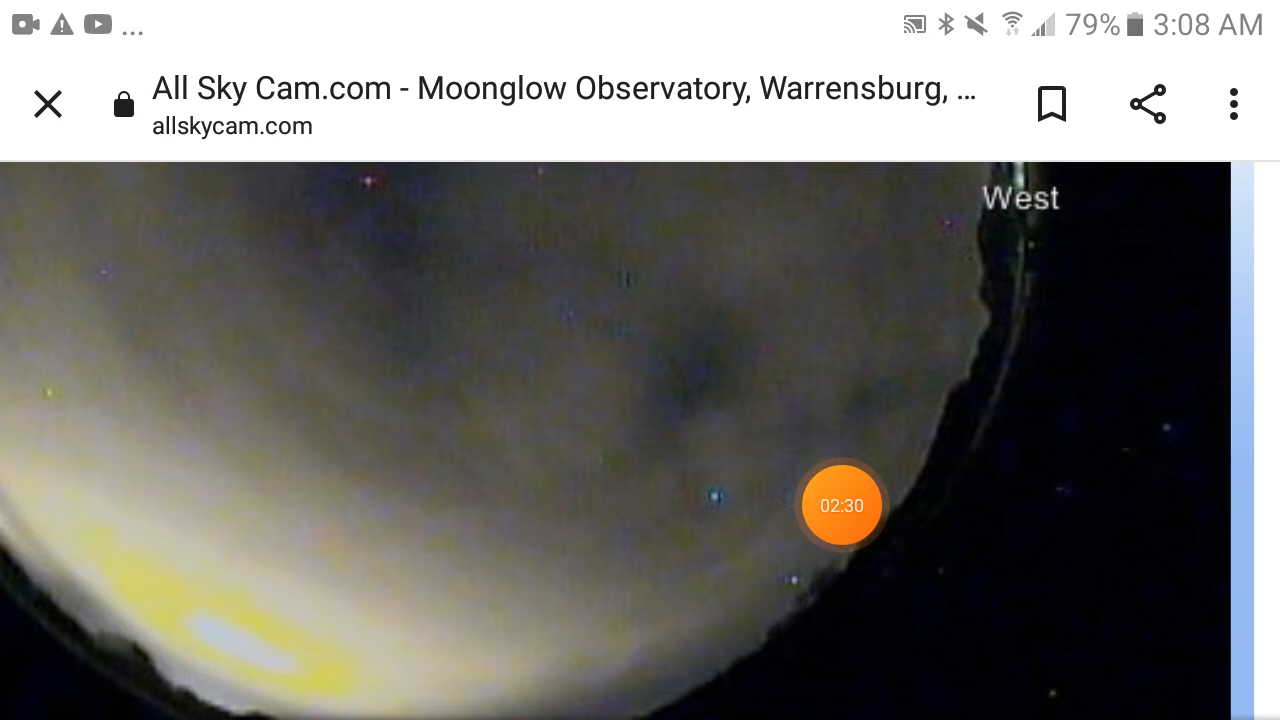 ... 79% 3:08 AM
All Sky Cam.com - Moonglow Observatory, Warrensburg, ...
allskycam.com
West
02:30